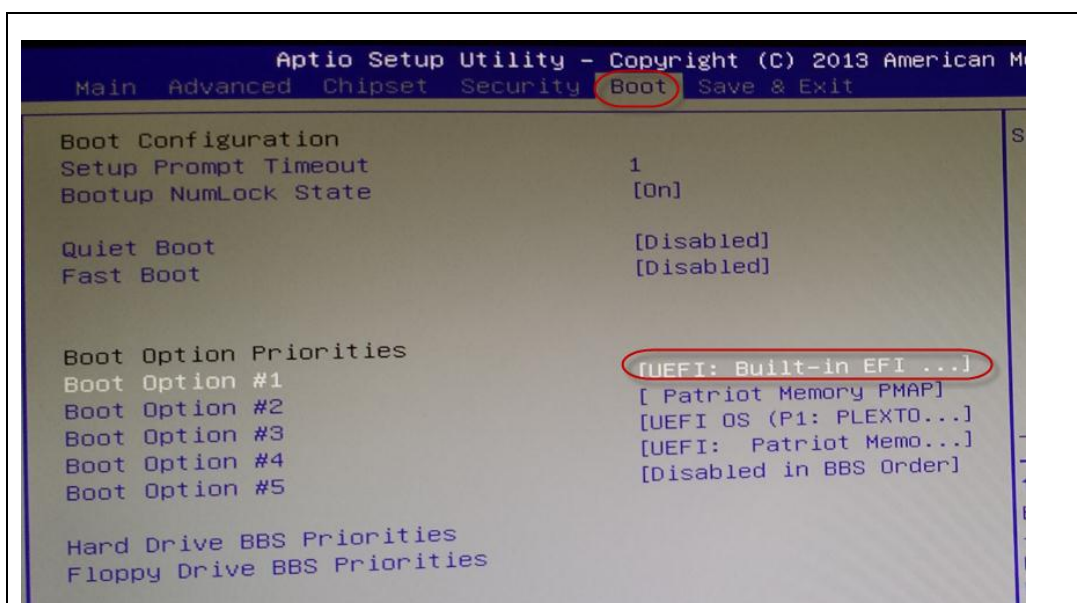 Aptio Setup Utility – Copyright (C) 2013 American
Main Advanced Chipset Security Boot Save & Exit
Boot Configuration
Setup Prompt Timeout 1
Bootup NumLock State [On]
Quiet Boot [Disabled]
Fast Boot [Disabled]
Boot Option Priorities
Boot Option #1 [UEFI: Built-in EFI ...]
Boot Option #2 [ Patriot Memory PMAP]
Boot Option #3 [UEFI OS (P1: PLEXTO...]
Boot Option #4 [UEFI: Patriot Memo...]
Boot Option #5 [Disabled in BBS Order]
Hard Drive BBS Priorities
Floppy Drive BBS Priorities